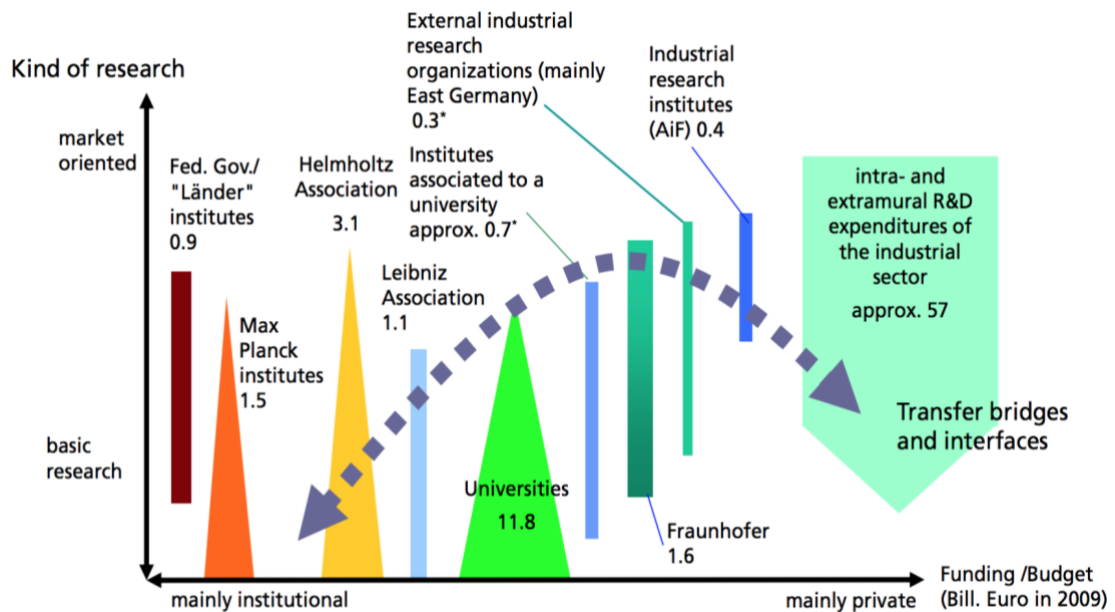 Kind of research
market
oriented
basic
research
Fed. Gov./
"Länder"
institutes
0.9
Max
Planck
institutes
1.5
Helmholtz
Association
3.1
Leibniz
Association
1.1
Universities
11.8
Institutes
associated to a
university
approx. 0.7*
External industrial
research
organizations (mainly
East Germany)
0.3*
Fraunhofer
1.6
Industrial
research
institutes
(AiF) 0.4
intra- and
extramural R&D
expenditures of
the industrial
sector
approx. 57
Transfer bridges
and interfaces
mainly institutional
mainly private
Funding /Budget
(Bill. Euro in 2009)